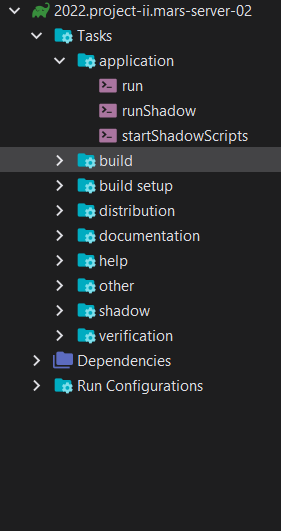 2022.project-ii.mars-server-02
Tasks
application
run
runShadow
startShadowScripts
build
build setup
distribution
documentation
help
other
shadow
verification
Dependencies
Run Configurations